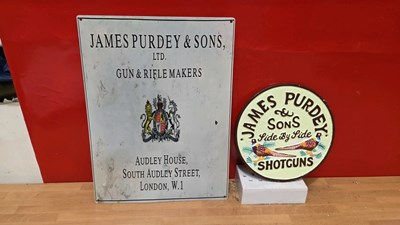 JAMES PURDEY & SONS,
LTD.
GUN & RIFLE MAKERS
AUDLEY HOUSE,
SOUTH AUDLEY STREET,
LONDON, W.1
JAMES PURDEY
&
SONS
Side By Side
SHOTGUNS